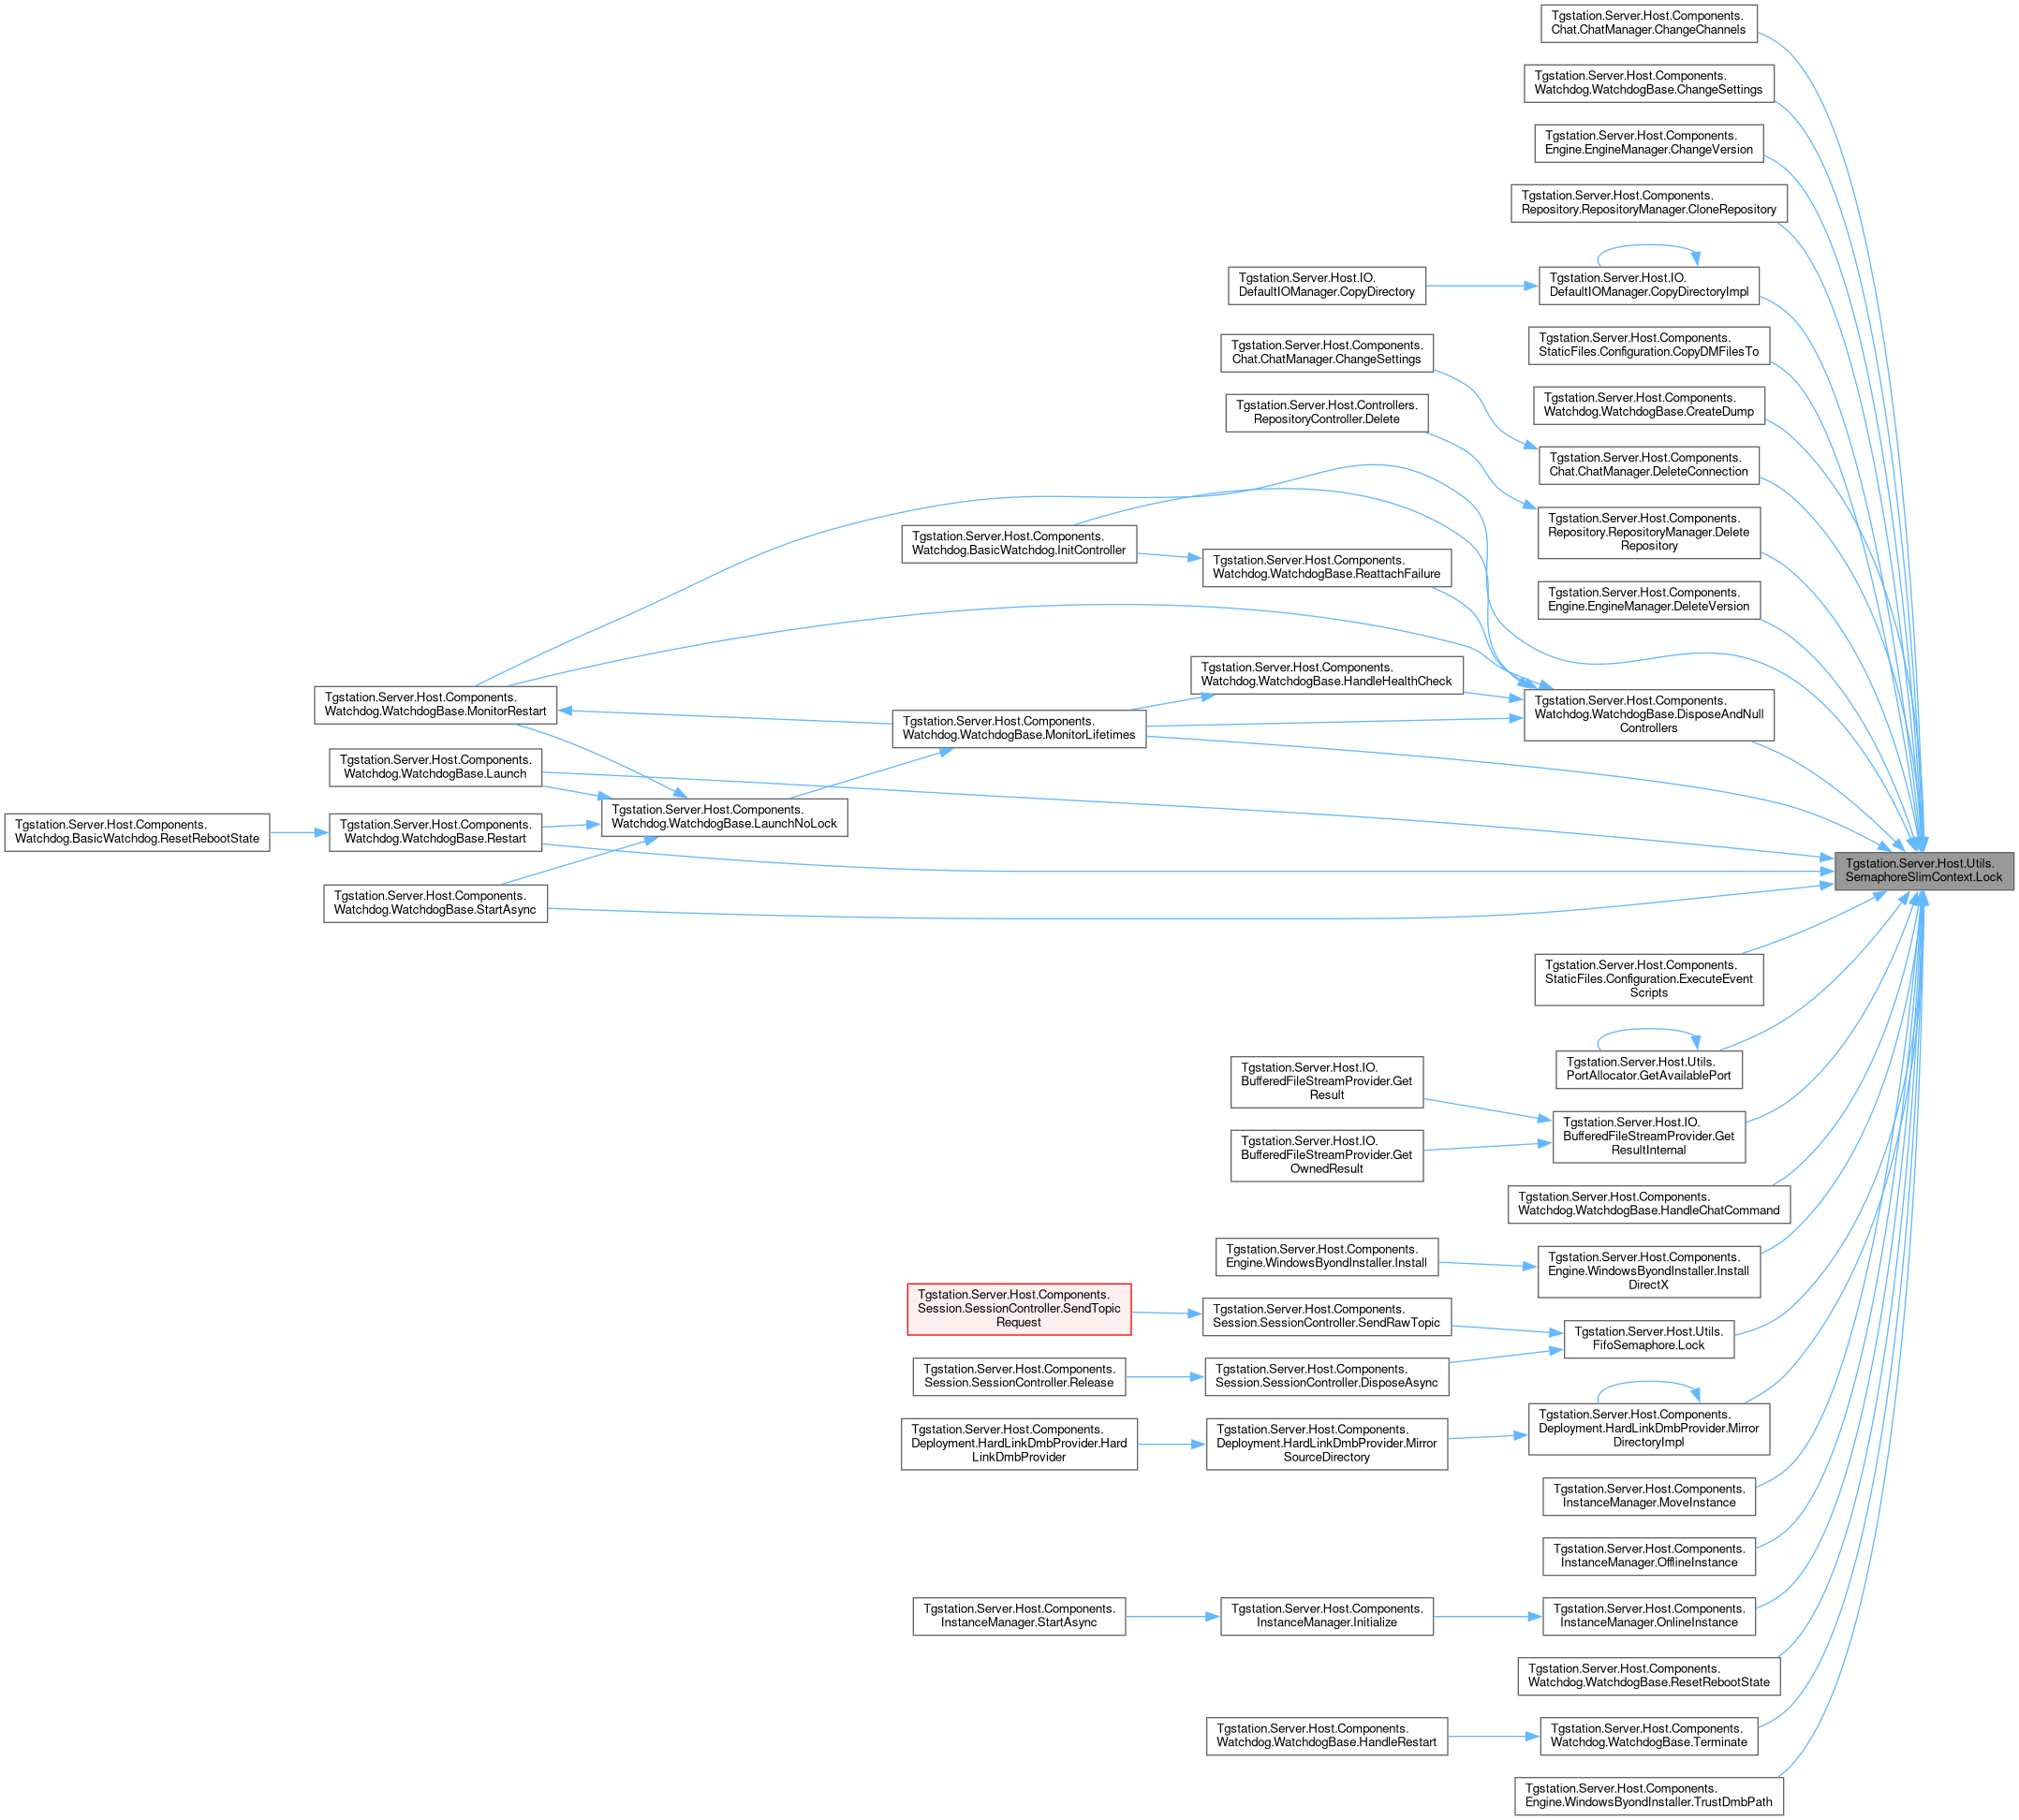 Tgstation.Server.Host.Components.
Chat.ChatManager.ChangeChannels
Tgstation.Server.Host.Components.
Watchdog.WatchdogBase.ChangeSettings
Tgstation.Server.Host.Components.
Engine.EngineManager.ChangeVersion
Tgstation.Server.Host.Components.
Repository.RepositoryManager.CloneRepository
Tgstation.Server.Host.IO.
DefaultIOManager.CopyDirectory
Tgstation.Server.Host.IO.
DefaultIOManager.CopyDirectoryImpl
Tgstation.Server.Host.Components.
StaticFiles.Configuration.CopyDMFilesTo
Tgstation.Server.Host.Components.
Chat.ChatManager.ChangeSettings
Tgstation.Server.Host.Components.
Watchdog.WatchdogBase.CreateDump
Tgstation.Server.Host.Controllers.
RepositoryController.Delete
Tgstation.Server.Host.Components.
Chat.ChatManager.DeleteConnection
Tgstation.Server.Host.Components.
Repository.RepositoryManager.Delete
Repository
Tgstation.Server.Host.Components.
Watchdog.BasicWatchdog.InitController
Tgstation.Server.Host.Components.
Watchdog.WatchdogBase.ReattachFailure
Tgstation.Server.Host.Components.
Engine.EngineManager.DeleteVersion
Tgstation.Server.Host.Components.
Watchdog.WatchdogBase.HandleHealthCheck
Tgstation.Server.Host.Components.
Watchdog.WatchdogBase.MonitorRestart
Tgstation.Server.Host.Components.
Watchdog.WatchdogBase.DisposeAndNull
Controllers
Tgstation.Server.Host.Components.
Watchdog.WatchdogBase.MonitorLifetimes
Tgstation.Server.Host.Components.
Watchdog.WatchdogBase.Launch
Tgstation.Server.Host.Components.
Watchdog.WatchdogBase.LaunchNoLock
Tgstation.Server.Host.Components.
Watchdog.BasicWatchdog.ResetRebootState
Tgstation.Server.Host.Components.
Watchdog.WatchdogBase.Restart
Tgstation.Server.Host.Utils.
SemaphoreSlimContext.Lock
Tgstation.Server.Host.Components.
Watchdog.WatchdogBase.StartAsync
Tgstation.Server.Host.Components.
StaticFiles.Configuration.ExecuteEvent
Scripts
Tgstation.Server.Host.Utils.
PortAllocator.GetAvailablePort
Tgstation.Server.Host.IO.
BufferedFileStreamProvider.Get
Result
Tgstation.Server.Host.IO.
BufferedFileStreamProvider.Get
ResultInternal
Tgstation.Server.Host.IO.
BufferedFileStreamProvider.Get
OwnedResult
Tgstation.Server.Host.Components.
Watchdog.WatchdogBase.HandleChatCommand
Tgstation.Server.Host.Components.
Engine.WindowsByondInstaller.Install
Tgstation.Server.Host.Components.
Engine.WindowsByondInstaller.Install
DirectX
Tgstation.Server.Host.Components.
Session.SessionController.SendTopic
Request
Tgstation.Server.Host.Components.
Session.SessionController.SendRawTopic
Tgstation.Server.Host.Utils.
FifoSemaphore.Lock
Tgstation.Server.Host.Components.
Session.SessionController.Release
Tgstation.Server.Host.Components.
Session.SessionController.DisposeAsync
Tgstation.Server.Host.Components.
Deployment.HardLinkDmbProvider.Hard
LinkDmbProvider
Tgstation.Server.Host.Components.
Deployment.HardLinkDmbProvider.Mirror
SourceDirectory
Tgstation.Server.Host.Components.
Deployment.HardLinkDmbProvider.Mirror
DirectoryImpl
Tgstation.Server.Host.Components.
InstanceManager.MoveInstance
Tgstation.Server.Host.Components.
InstanceManager.OfflineInstance
Tgstation.Server.Host.Components.
InstanceManager.StartAsync
Tgstation.Server.Host.Components.
InstanceManager.Initialize
Tgstation.Server.Host.Components.
InstanceManager.OnlineInstance
Tgstation.Server.Host.Components.
Watchdog.WatchdogBase.ResetRebootState
Tgstation.Server.Host.Components.
Watchdog.WatchdogBase.HandleRestart
Tgstation.Server.Host.Components.
Watchdog.WatchdogBase.Terminate
Tgstation.Server.Host.Components.
Engine.WindowsByondInstaller.TrustDmbPath